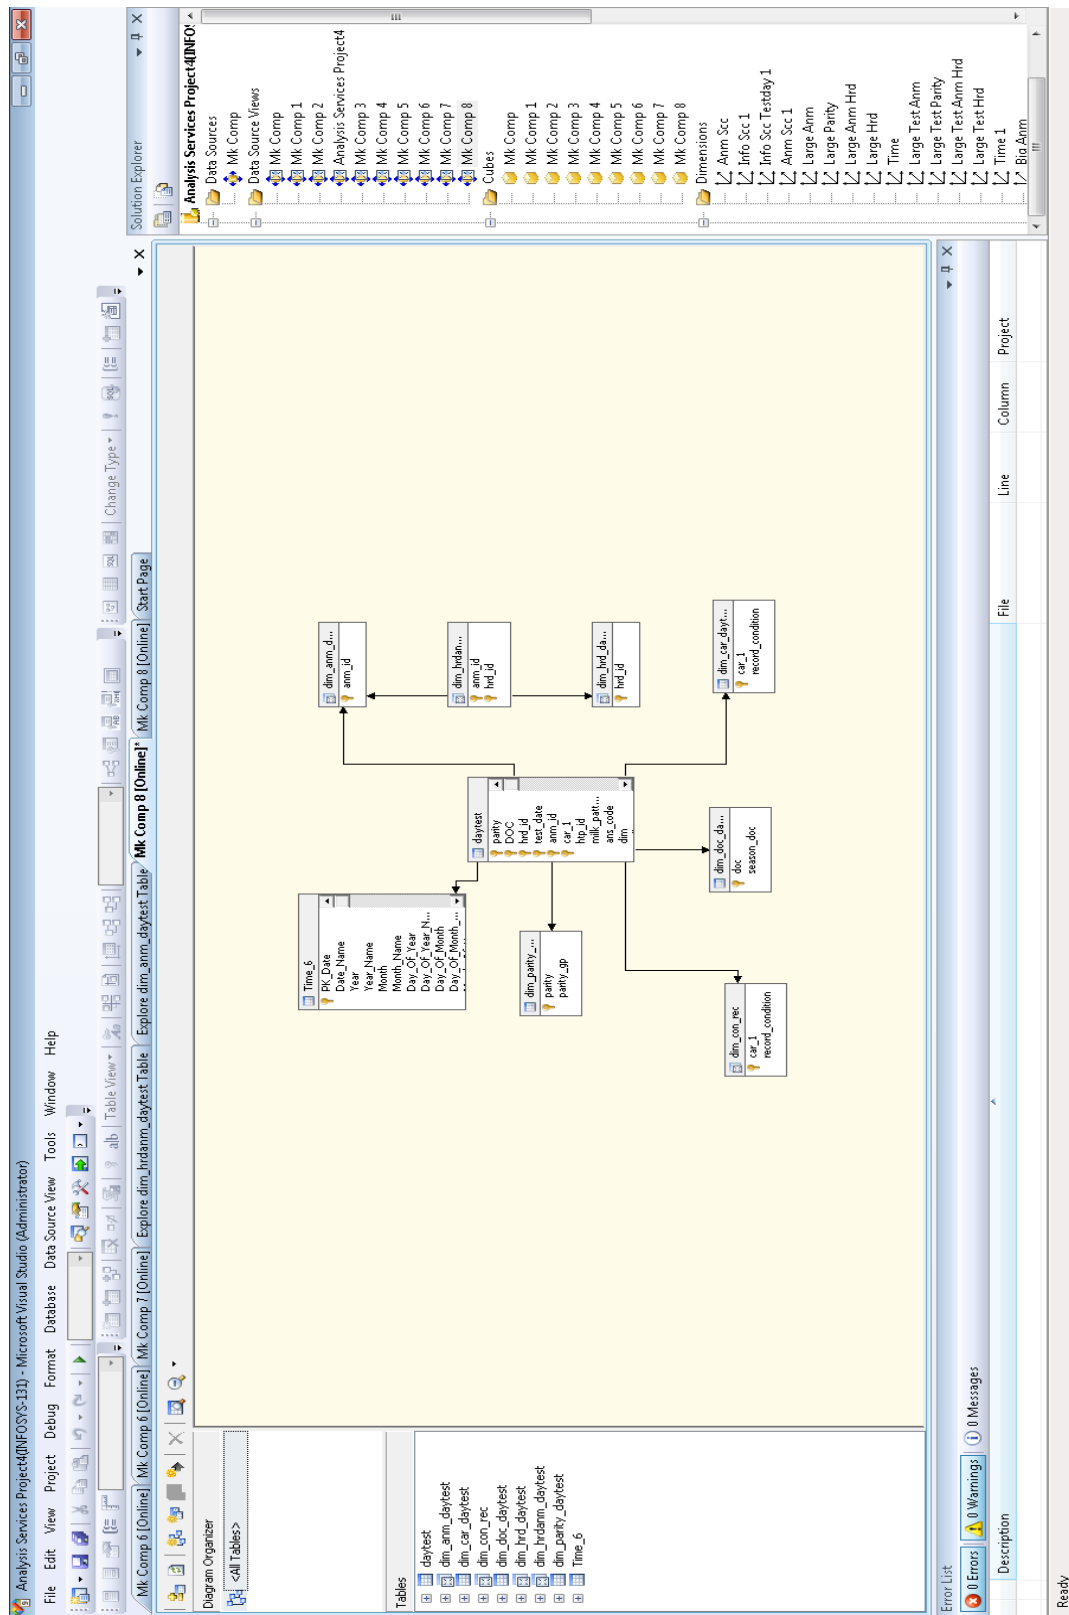 Analysis Services Project4(INFOSYS-131) - Microsoft Visual Studio (Administrator)
File Edit View Project Debug Format Database Data Source View Tools Window Help
Table View
Change Type
Mk Comp 6 [Online]
Mk Comp 6 [Online]
Mk Comp 7 [Online]
Explore dim_hrdanm_daytest Table
Explore dim_anm_daytest Table
Mk Comp 8 [Online]*
Mk Comp 8 [Online]
Start Page
Diagram Organizer
<All Tables>
Tables
daytest
dim_anm_daytest
dim_car_daytest
dim_con_rec
dim_doc_daytest
dim_hrd_daytest
dim_hrdanm_daytest
dim_parity_daytest
Time_6
Time_6
PK_Date
Date_Name
Year
Year_Name
Month
Month_Name
Day_Of_Year
Day_Of_Year_N...
Day_Of_Month
Day_Of_Month_...
dim_parity_...
parity
parity_gp
dim_con_rec
car_1
record_condition
daytest
parity
DOC
hrd_id
test_date
anm_id
car_1
htp_id
milk_patt...
ans_code
dim
dim_doc_da...
doc
season_doc
dim_anm_d...
anm_id
dim_hrdan...
anm_id
hrd_id
dim_hrd_da...
hrd_id
dim_car_dayt...
car_1
record_condition
Solution Explorer
Analysis Services Project4(INFOS
Data Sources
Mk Comp
Data Source Views
Mk Comp
Mk Comp 1
Mk Comp 2
Analysis Services Project4
Mk Comp 3
Mk Comp 4
Mk Comp 5
Mk Comp 6
Mk Comp 7
Mk Comp 8
Cubes
Mk Comp
Mk Comp 1
Mk Comp 2
Mk Comp 3
Mk Comp 4
Mk Comp 5
Mk Comp 6
Mk Comp 7
Mk Comp 8
Dimensions
Anm Scc
Info Scc 1
Info Scc Testday 1
Anm Scc 1
Large Anm
Large Parity
Large Anm Hrd
Large Hrd
Time
Large Test Anm
Large Test Parity
Large Test Anm Hrd
Large Test Hrd
Time 1
Big Anm
Error List
0 Errors 0 Warnings 0 Messages
Description File Line Column Project
Ready